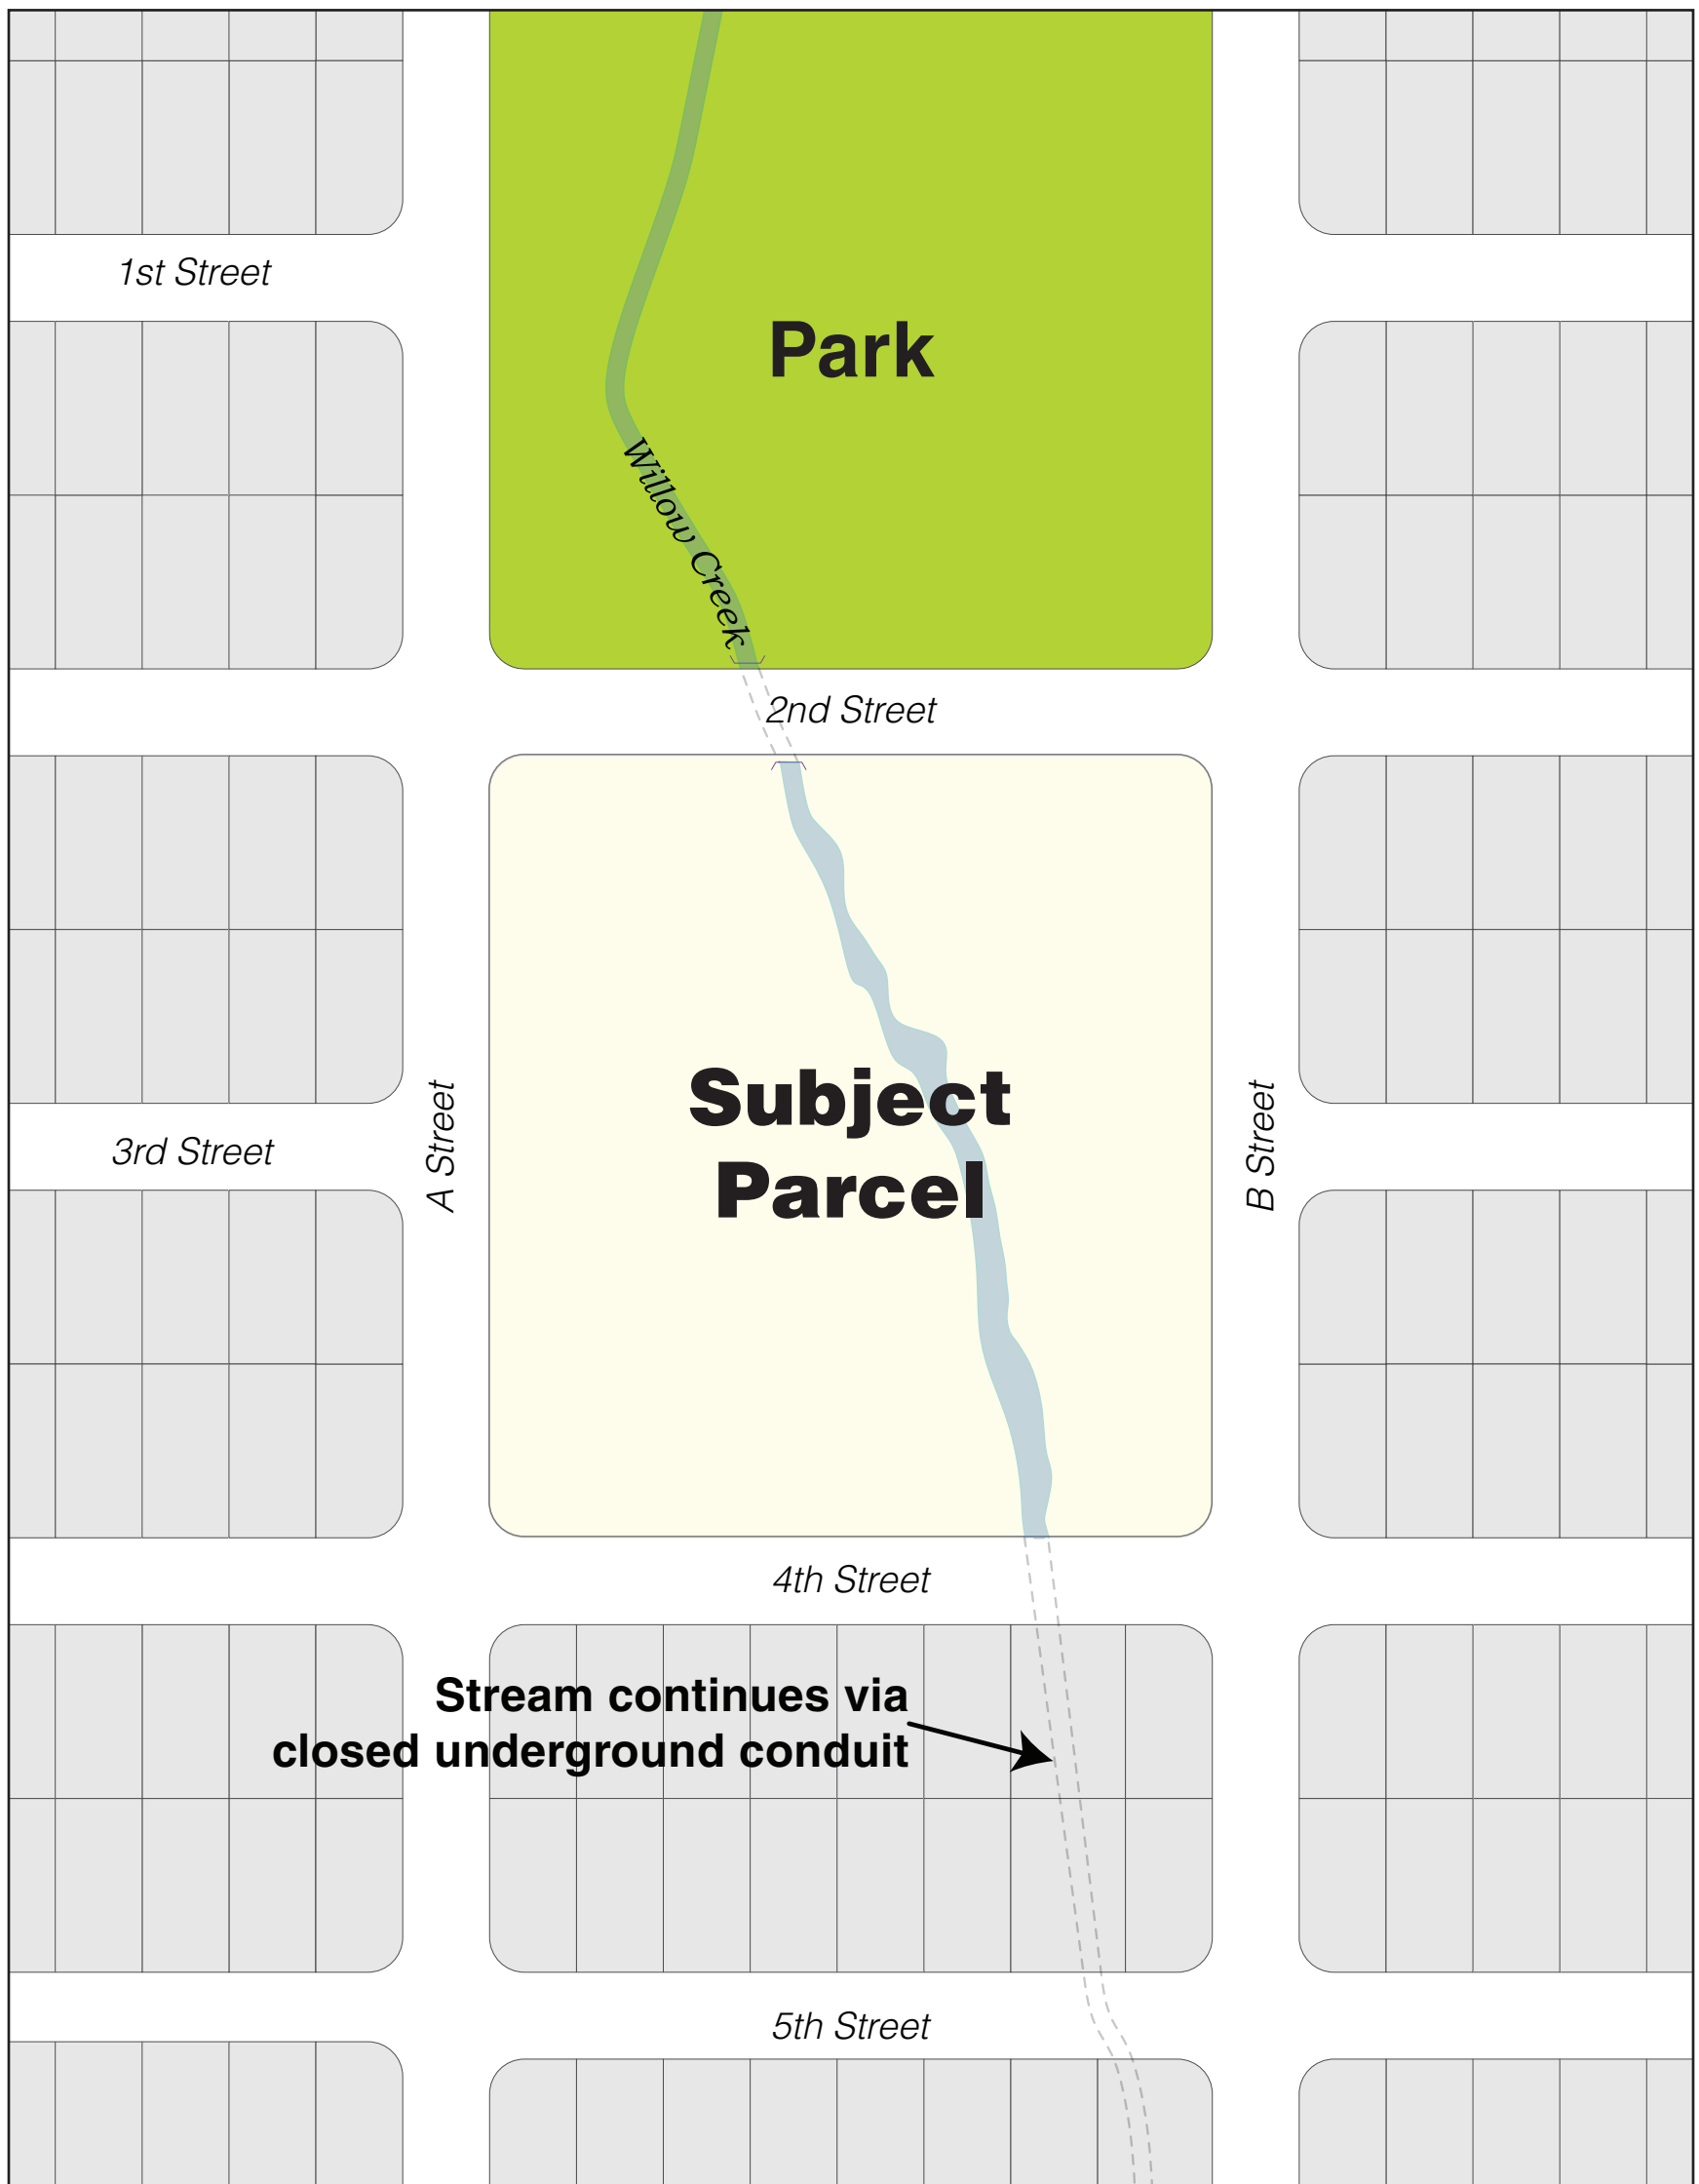 1st Street
Park
Willow Creek
2nd Street
Subject
Parcel
3rd Street
A Street
B Street
4th Street
Stream continues via
closed underground conduit
5th Street